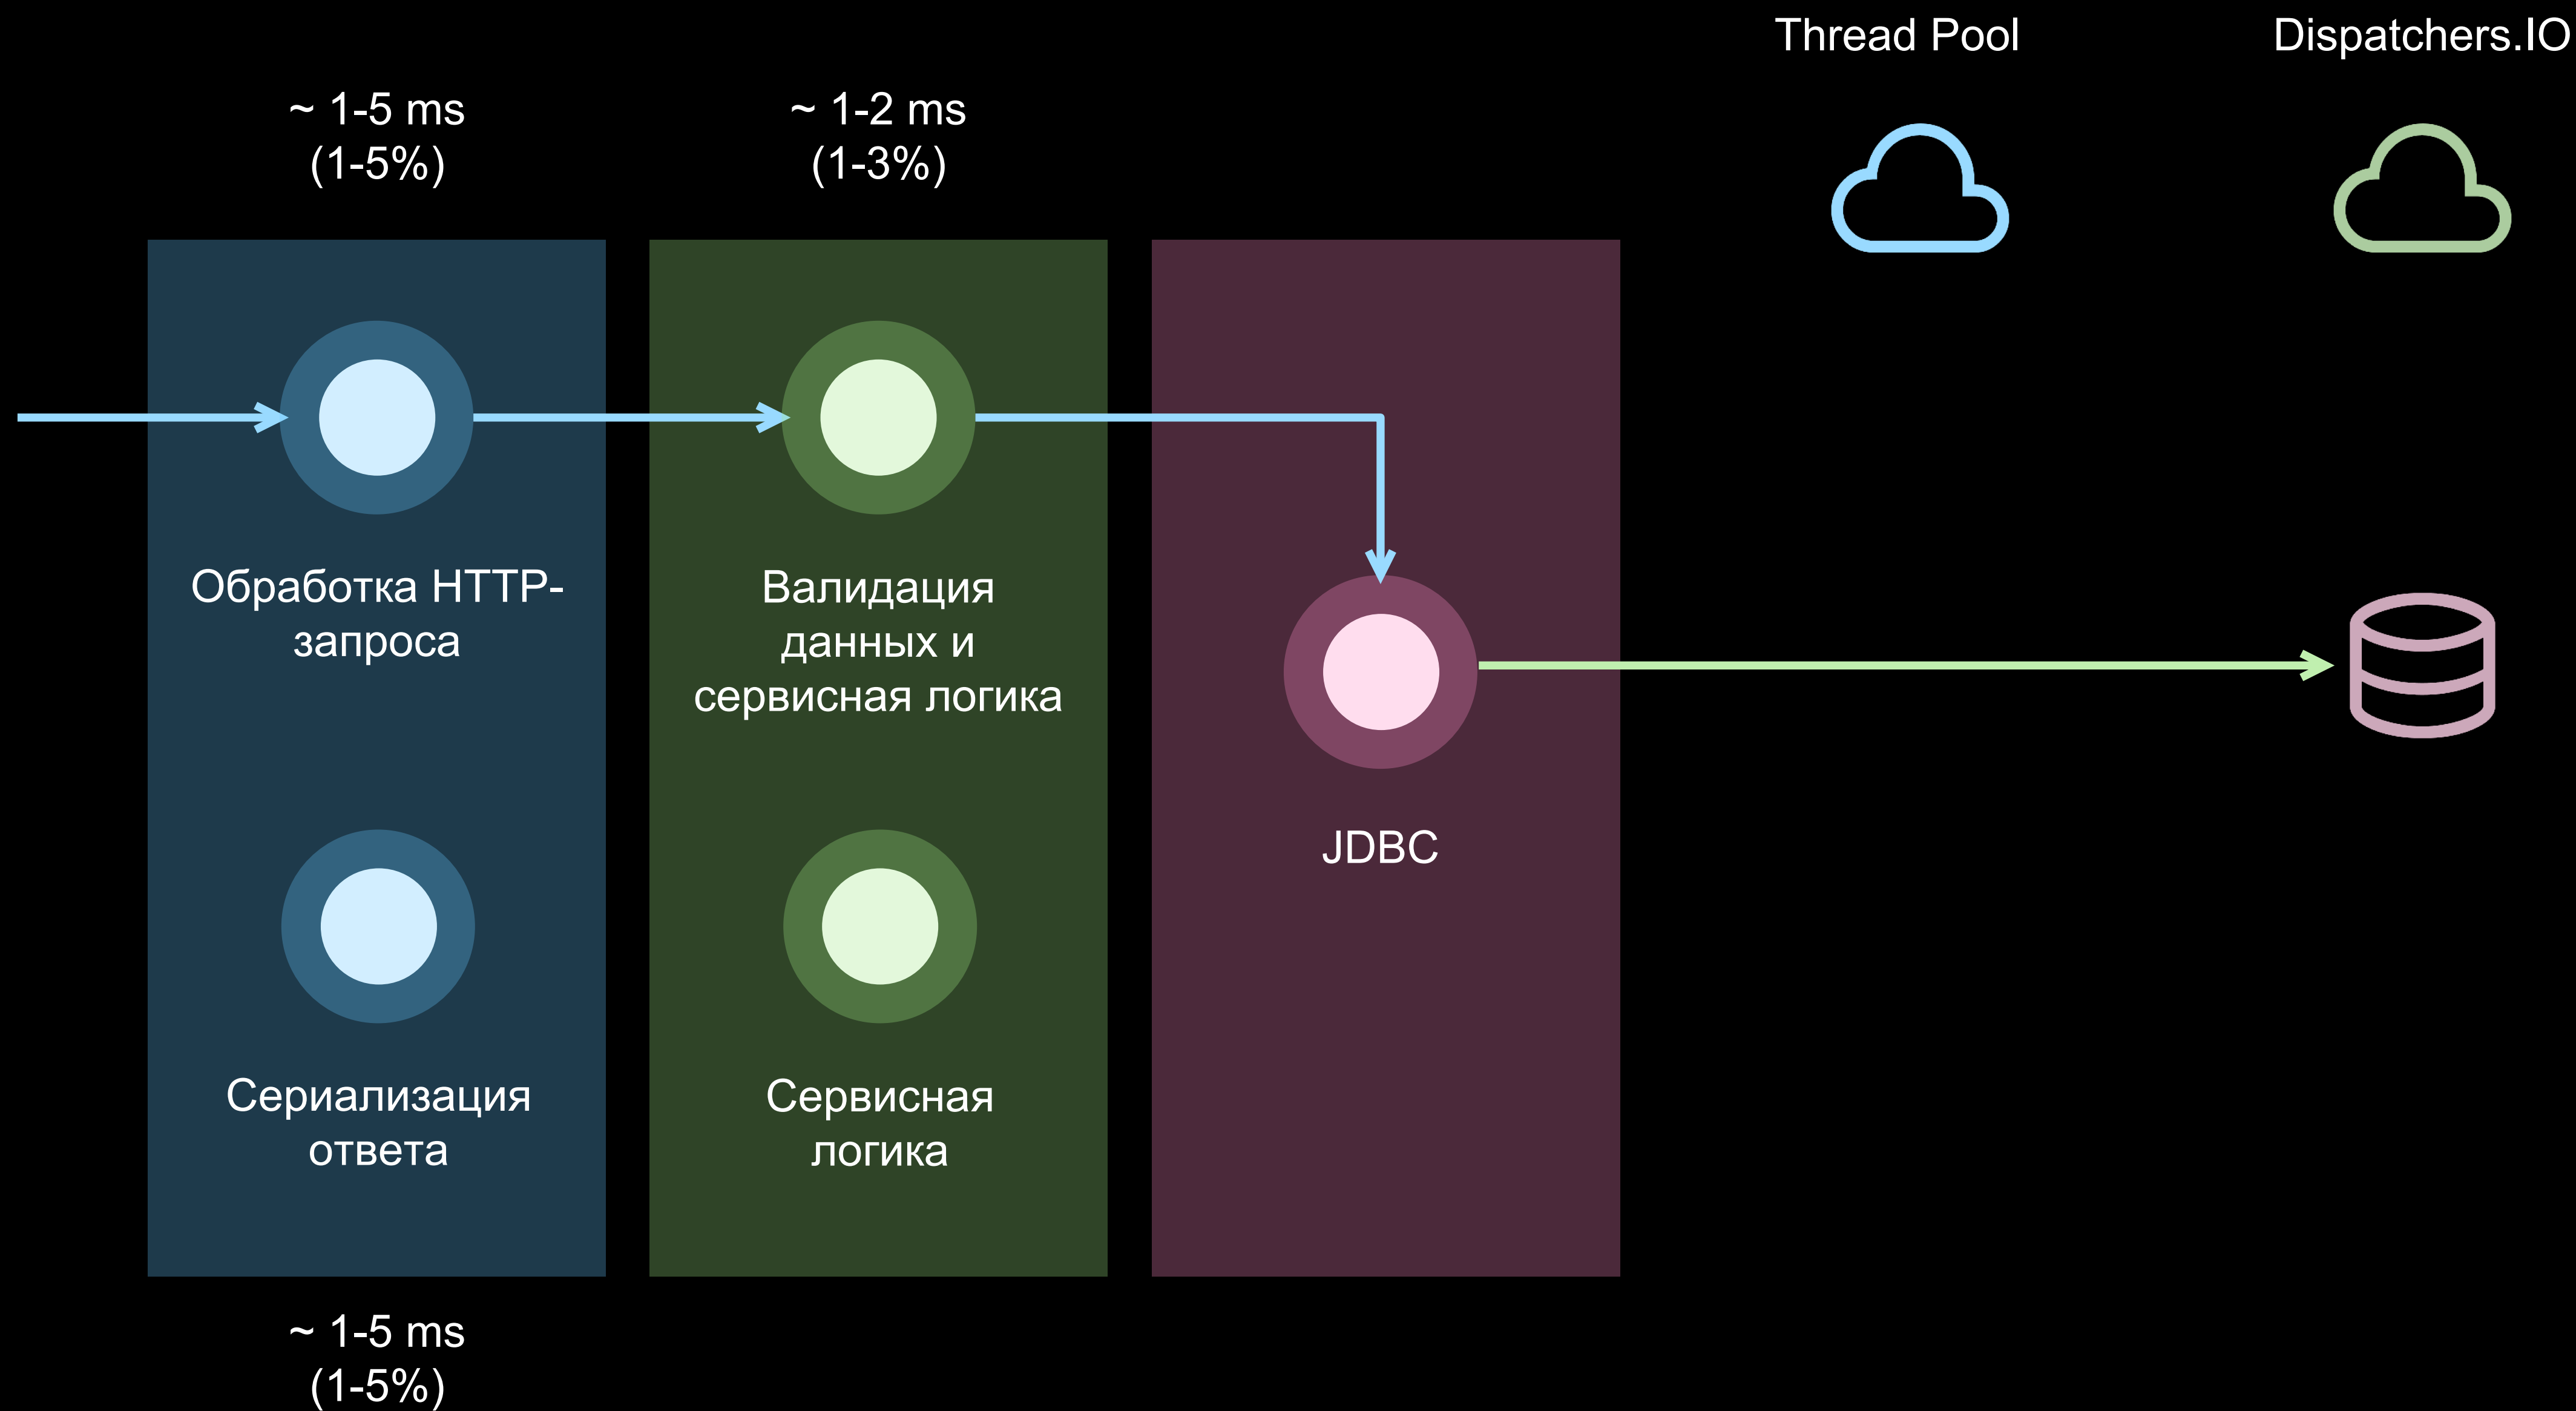 Thread Pool
Dispatchers.IO
~ 1-5 ms
(1-5%)
~ 1-2 ms
(1-3%)
Обработка HTTP-
запроса
Валидация
данных и
сервисная логика
JDBC
Сериализация
ответа
Сервисная
логика
~ 1-5 ms
(1-5%)